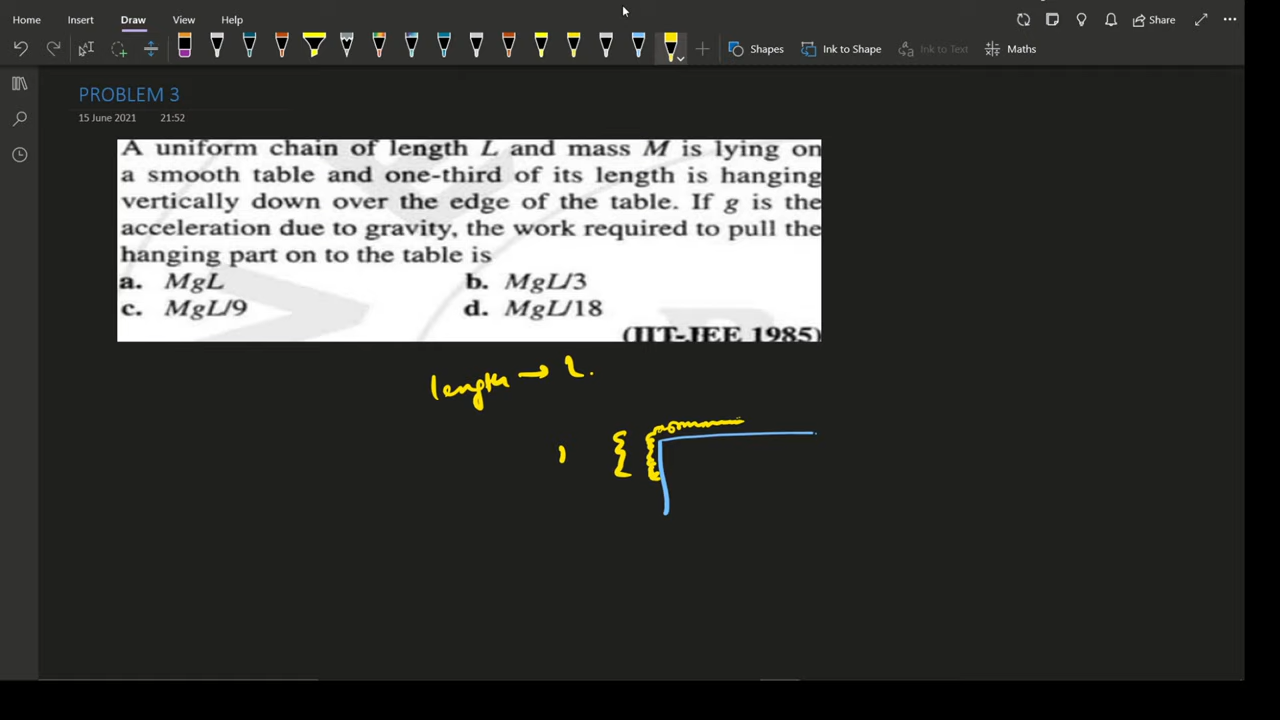 Home Insert Draw View Help Share
Shapes Ink to Shape Ink to Text Maths
PROBLEM 3
15 June 2021 21:52
A uniform chain of length L and mass M is lying on
a smooth table and one-third of its length is hanging
vertically down over the edge of the table. If g is the
acceleration due to gravity, the work required to pull the
hanging part on to the table is
a. MgL b. MgL/3
c. MgL/9 d. MgL/18
(IIT-JEE 1985)
length →